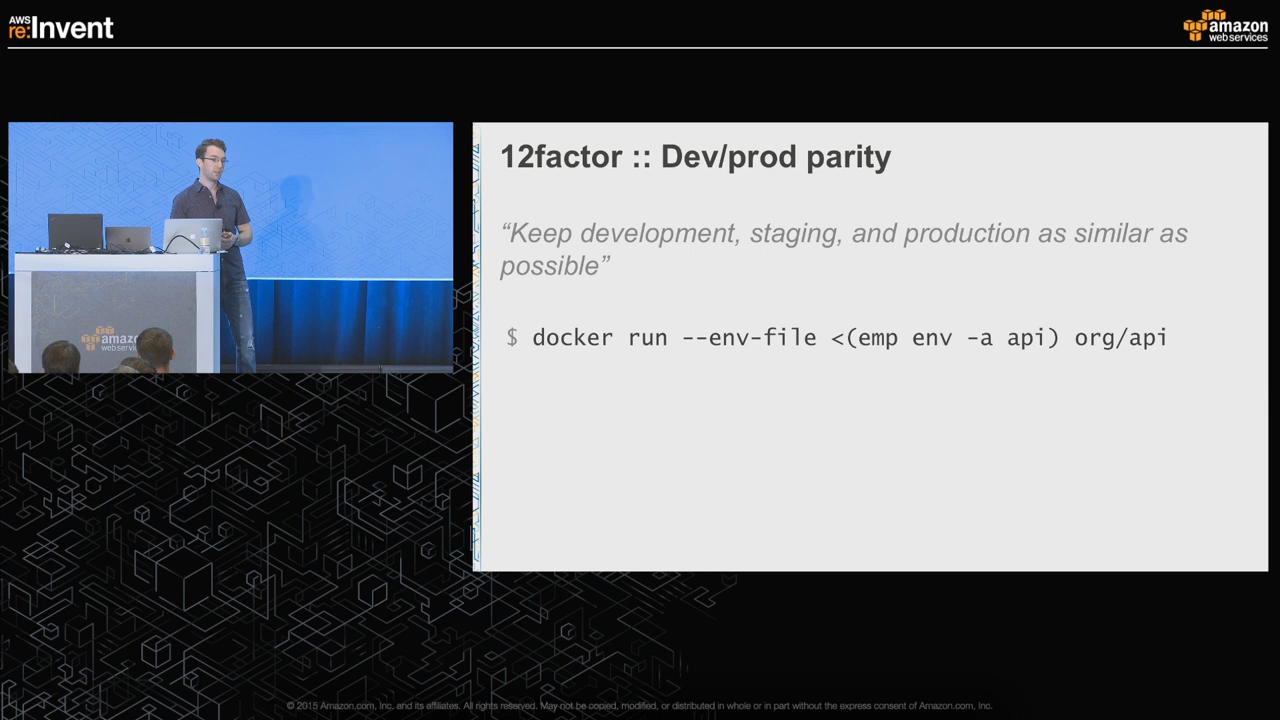 AWS
re:Invent
amazon
web services
12factor :: Dev/prod parity
“Keep development, staging, and production as similar as
possible”
$ docker run --env-file <(emp env -a api) org/api
amazon
web services
© 2015 Amazon.com, Inc. and its affiliates. All rights reserved. May not be copied, modified, or distributed in whole or in part without the express consent of Amazon.com, Inc.